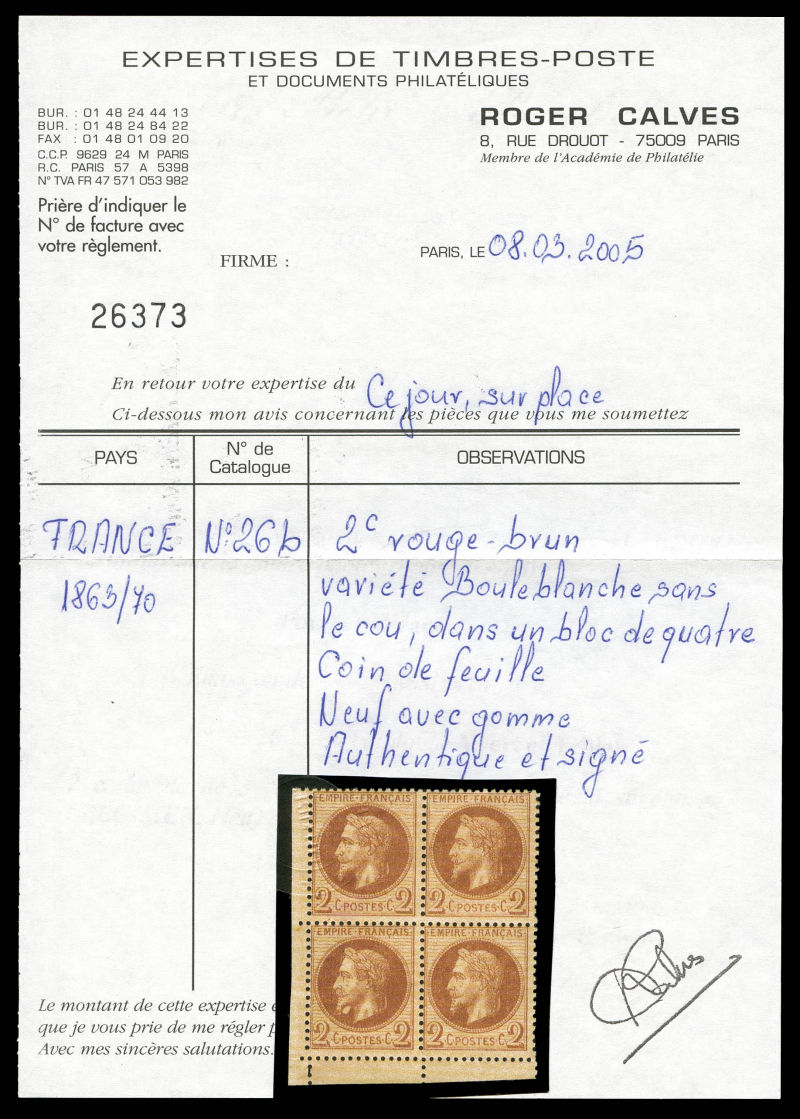 EXPERTISES DE TIMBRES-POSTE
ET DOCUMENTS PHILATÉLIQUES
BUR. : 01 48 24 44 13
BUR. : 01 48 24 84 22
FAX : 01 48 01 09 20
C.C.P. 9629 24 M PARIS
R.C. PARIS 57 A 5398
N° TVA FR 47 571 053 982
ROGER CALVES
8, RUE DROUOT - 75009 PARIS
Membre de l'Académie de Philatélie
Prière d'indiquer le
N° de facture avec
votre règlement.
FIRME :
PARIS, LE 08.03.2005
26373
En retour votre expertise du Ce jour, sur place
Ci-dessous mon avis concernant les pièces que vous me soumettez
PAYS
N° de
Catalogue
OBSERVATIONS
FRANCE
1863/70
N° 26b
2c rouge-brun
variété Boule blanche sans
le cou, dans un bloc de quatre
Coin de feuille
Neuf avec gomme
Authentique et signé
EMPIRE FRANÇAIS EMPIRE FRANÇAIS
2 C POSTES C 2 2 C POSTES C 2
EMPIRE FRANÇAIS EMPIRE FRANÇAIS
2 C POSTES C 2 2 C POSTES C 2
Le montant de cette expertise
que je vous prie de me régler
Avec mes sincères salutations.